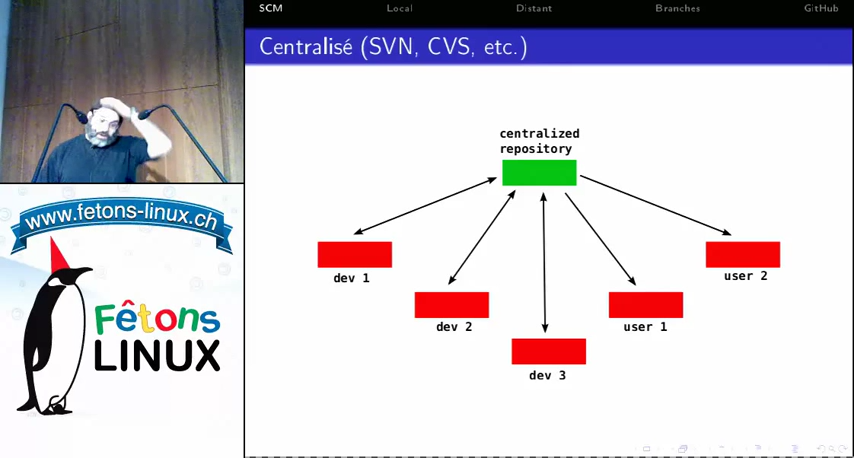 SCM
Local
Distant
Branches
GitHub
Centralisé (SVN, CVS, etc.)
centralized
repository
dev 1
dev 2
dev 3
user 1
user 2
www.fetons-linux.ch
Fêtons
LINUX